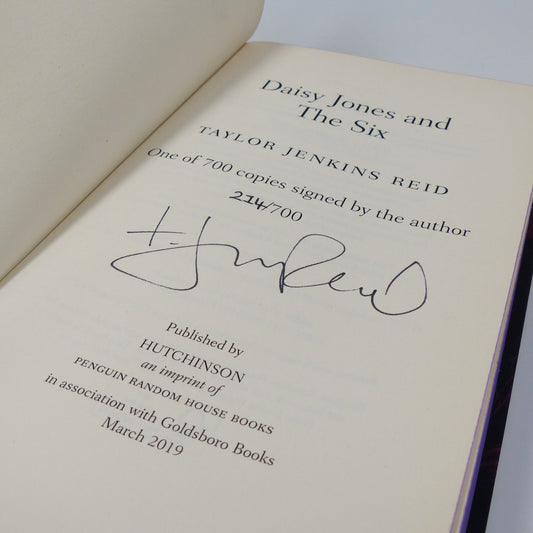 Daisy Jones and
The Six
TAYLOR JENKINS REID
One of 700 copies signed by the author
214/700
Published by
HUTCHINSON
an imprint of
PENGUIN RANDOM HOUSE BOOKS
in association with Goldsboro Books
March 2019